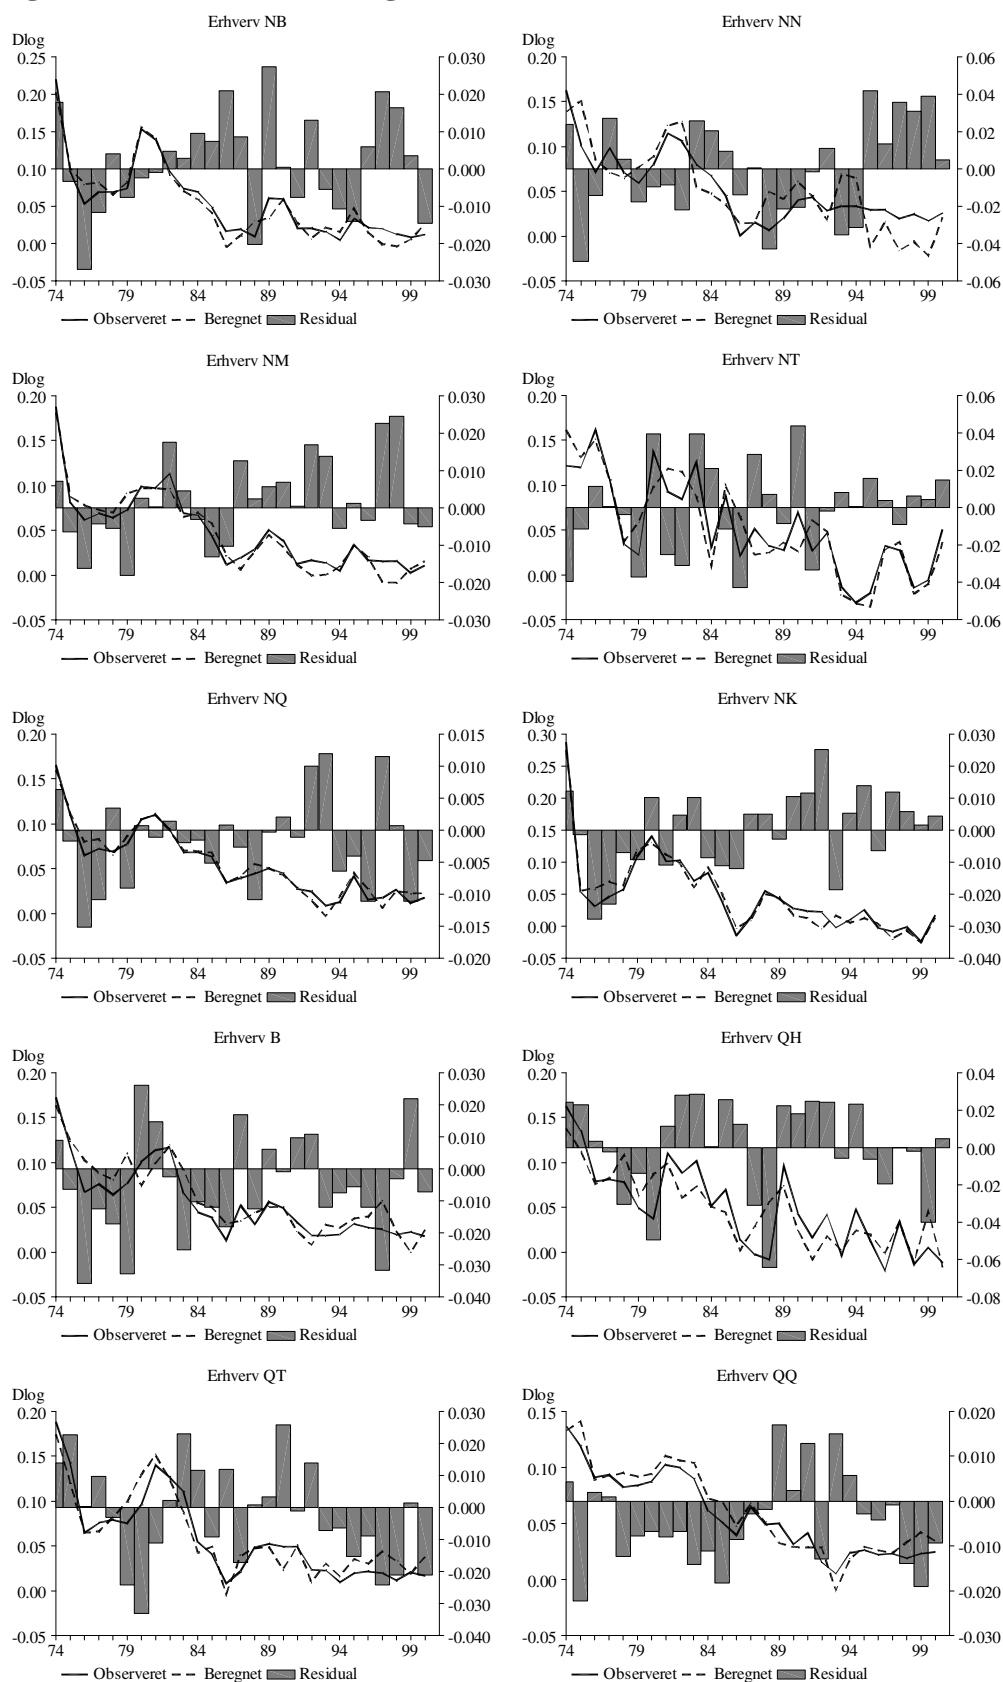 Erhverv NB
Dlog
0.25 0.030
0.20 0.020
0.15 0.010
0.10 0.000
0.05 -0.010
0.00 -0.020
-0.05 -0.030
74 79 84 89 94 99
Observeret Beregnet Residual
Erhverv NN
Dlog
0.20 0.06
0.15 0.04
0.02
0.10 0.00
0.05 -0.02
0.00 -0.04
-0.05 -0.06
74 79 84 89 94 99
Observeret Beregnet Residual
Erhverv NM
Dlog
0.20 0.030
0.15 0.020
0.010
0.10 0.000
0.05 -0.010
0.00 -0.020
-0.05 -0.030
74 79 84 89 94 99
Observeret Beregnet Residual
Erhverv NT
Dlog
0.20 0.06
0.15 0.04
0.02
0.10 0.00
0.05 -0.02
0.00 -0.04
-0.05 -0.06
74 79 84 89 94 99
Observeret Beregnet Residual
Erhverv NQ
Dlog
0.20 0.015
0.15 0.010
0.005
0.10 0.000
0.05 -0.005
-0.010
0.00 -0.015
-0.05 -0.020
74 79 84 89 94 99
Observeret Beregnet Residual
Erhverv NK
Dlog
0.30 0.030
0.25 0.020
0.20 0.010
0.15 0.000
0.10 -0.010
0.05 -0.020
0.00 -0.030
-0.05 -0.040
74 79 84 89 94 99
Observeret Beregnet Residual
Erhverv B
Dlog
0.20 0.030
0.15 0.020
0.010
0.10 0.000
0.05 -0.010
-0.020
0.00 -0.030
-0.05 -0.040
74 79 84 89 94 99
Observeret Beregnet Residual
Erhverv QH
Dlog
0.20 0.04
0.15 0.02
0.00
0.10 -0.02
0.05 -0.04
0.00 -0.06
-0.05 -0.08
74 79 84 89 94 99
Observeret Beregnet Residual
Erhverv QT
Dlog
0.20 0.030
0.15 0.020
0.010
0.10 0.000
0.05 -0.010
-0.020
0.00 -0.030
-0.05 -0.040
74 79 84 89 94 99
Observeret Beregnet Residual
Erhverv QQ
Dlog
0.15 0.020
0.10 0.010
0.000
0.05 -0.010
0.00 -0.020
-0.05 -0.030
74 79 84 89 94 99
Observeret Beregnet Residual